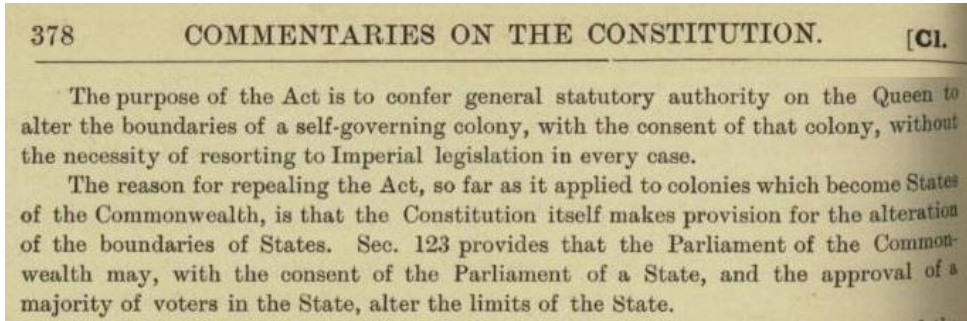 378 COMMENTARIES ON THE CONSTITUTION. [Cl.
The purpose of the Act is to confer general statutory authority on the Queen to
alter the boundaries of a self-governing colony, with the consent of that colony, without
the necessity of resorting to Imperial legislation in every case.
The reason for repealing the Act, so far as it applied to colonies which become States
of the Commonwealth, is that the Constitution itself makes provision for the alteration
of the boundaries of States. Sec. 123 provides that the Parliament of the Common-
wealth may, with the consent of the Parliament of a State, and the approval of a
majority of voters in the State, alter the limits of the State.